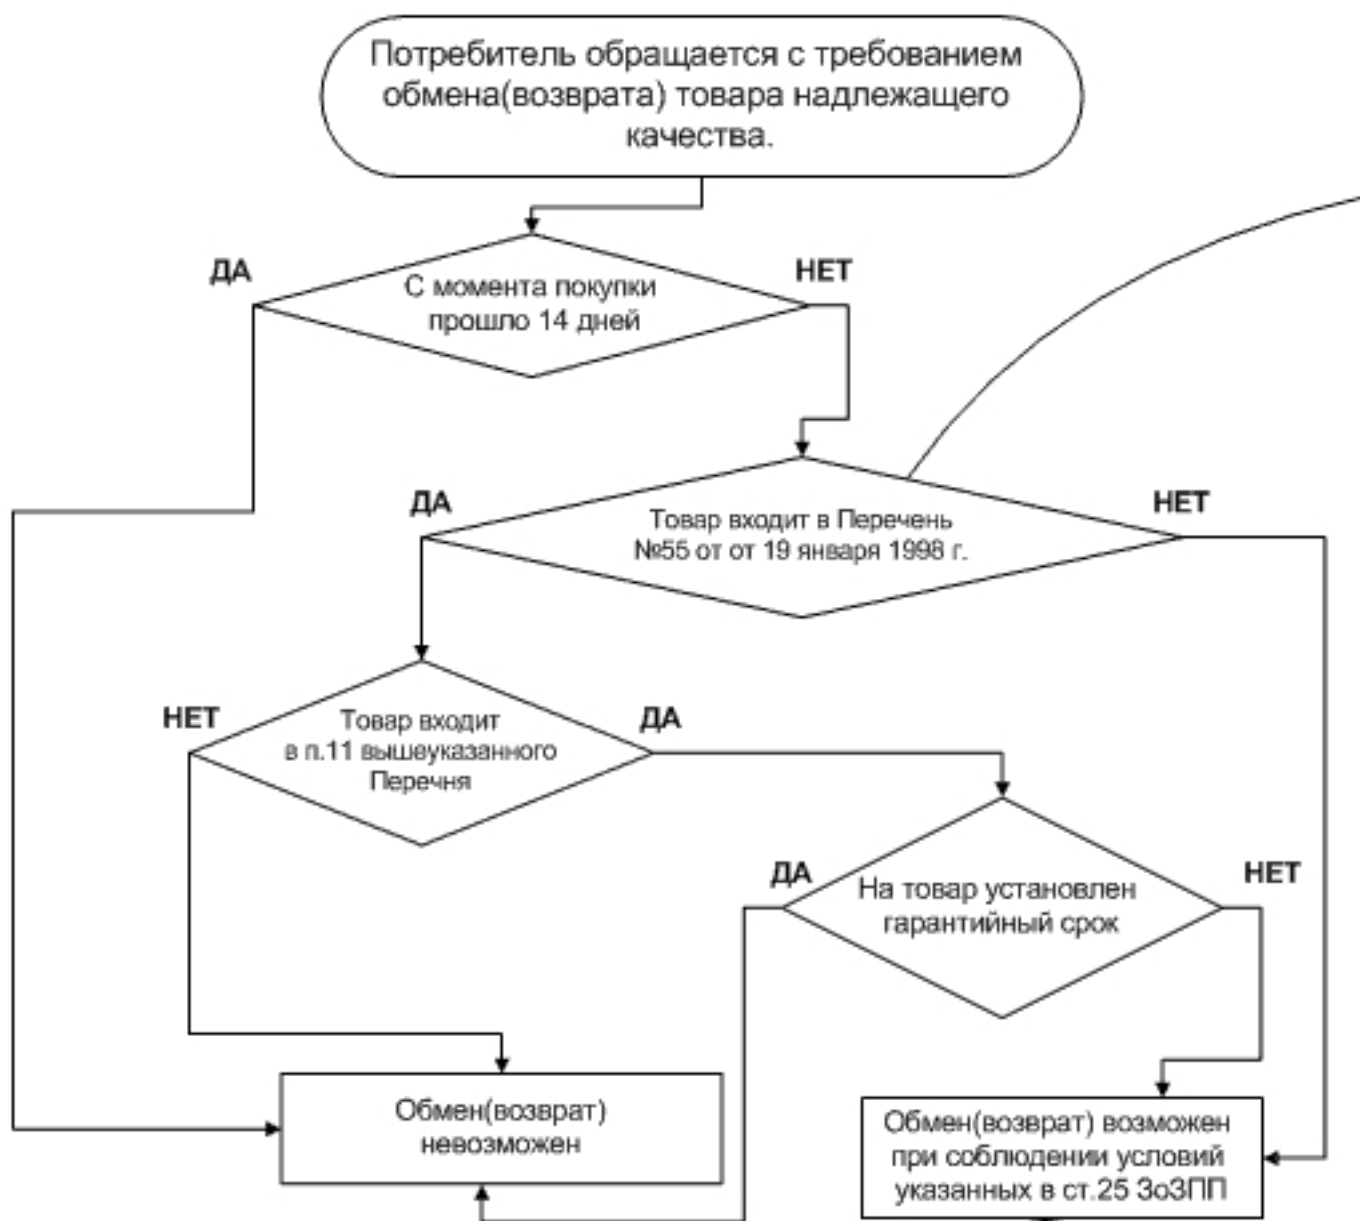 Потребитель обращается с требованием
обмена(возврата) товара надлежащего
качества.
ДА
НЕТ
С момента покупки
прошло 14 дней
ДА
НЕТ
Товар входит в Перечень
№55 от от 19 января 1998 г.
НЕТ
ДА
Товар входит
в п.11 вышеуказанного
Перечня
ДА
НЕТ
На товар установлен
гарантийный срок
Обмен(возврат)
невозможен
Обмен(возврат) возможен
при соблюдении условий
указанных в ст.25 ЗоЗПП